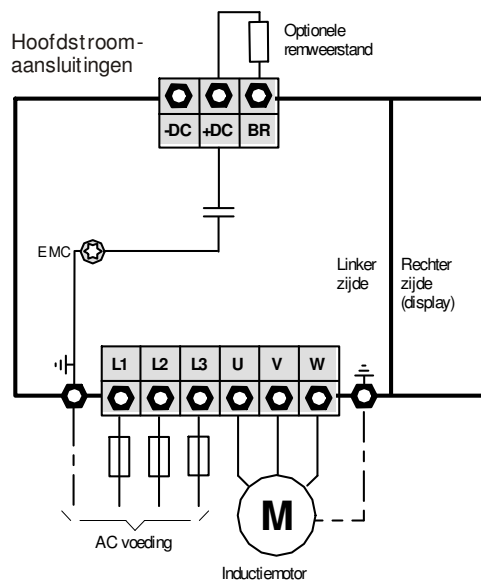 Hoofdstroom-
aansluitingen
Optionele
remweerstand
-DC +DC BR
EMC
Linker
zijde
Rechter
zijde
(display)
L1 L2 L3 U V W
M
AC voeding
Inductiemotor